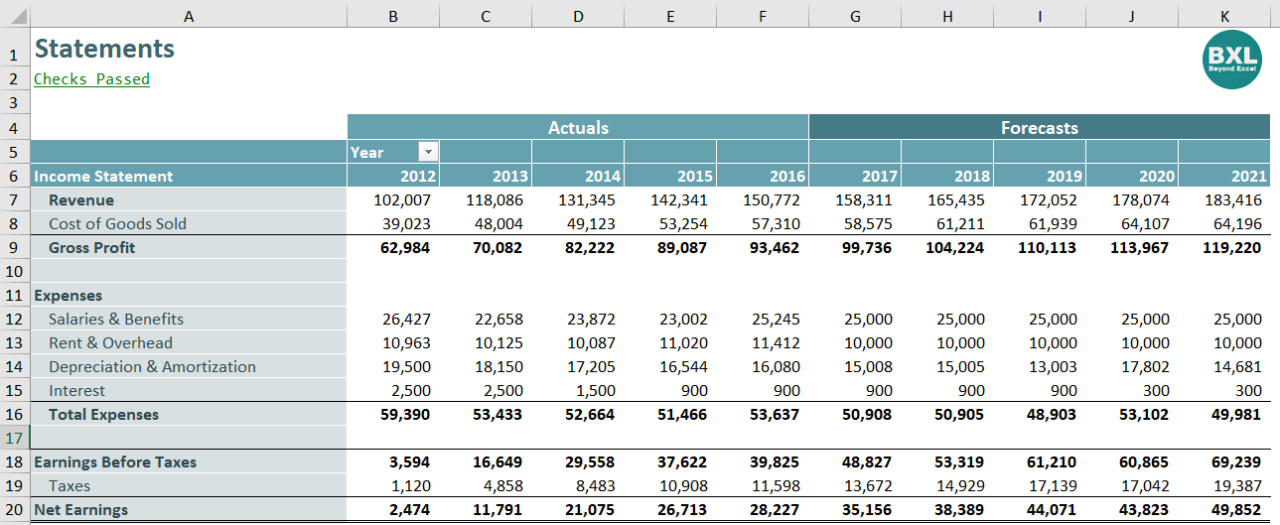 A B C D E F G H I J K
1 Statements BXL
Beyond Excel
2 Checks Passed
3
4 Actuals Forecasts
5 Year
6 Income Statement 2012 2013 2014 2015 2016 2017 2018 2019 2020 2021
7 Revenue 102,007 118,086 131,345 142,341 150,772 158,311 165,435 172,052 178,074 183,416
8 Cost of Goods Sold 39,023 48,004 49,123 53,254 57,310 58,575 61,211 61,939 64,107 64,196
9 Gross Profit 62,984 70,082 82,222 89,087 93,462 99,736 104,224 110,113 113,967 119,220
10
11 Expenses
12 Salaries & Benefits 26,427 22,658 23,872 23,002 25,245 25,000 25,000 25,000 25,000 25,000
13 Rent & Overhead 10,963 10,125 10,087 11,020 11,412 10,000 10,000 10,000 10,000 10,000
14 Depreciation & Amortization 19,500 18,150 17,205 16,544 16,080 15,008 15,005 13,003 17,802 14,681
15 Interest 2,500 2,500 1,500 900 900 900 900 900 300 300
16 Total Expenses 59,390 53,433 52,664 51,466 53,637 50,908 50,905 48,903 53,102 49,981
17
18 Earnings Before Taxes 3,594 16,649 29,558 37,622 39,825 48,827 53,319 61,210 60,865 69,239
19 Taxes 1,120 4,858 8,483 10,908 11,598 13,672 14,929 17,139 17,042 19,387
20 Net Earnings 2,474 11,791 21,075 26,713 28,227 35,156 38,389 44,071 43,823 49,852